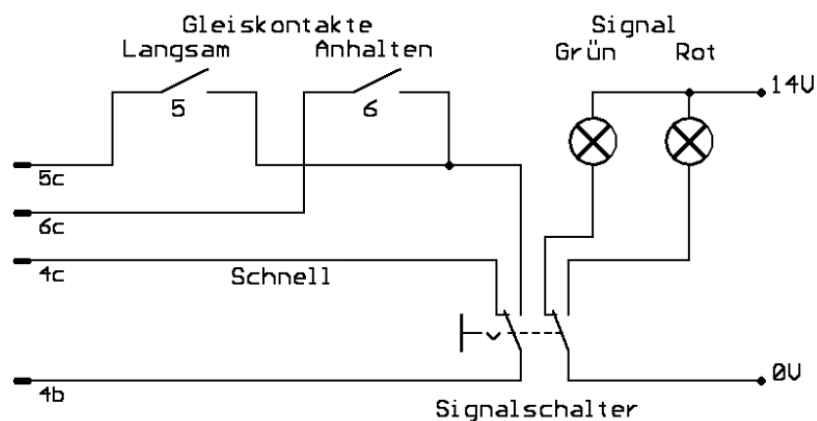 Gleiskontakte
Signal
Langsam
Anhalten
Grün
Rot
14V
5
6
5c
6c
4c
Schnell
4b
0V
Signalschalter